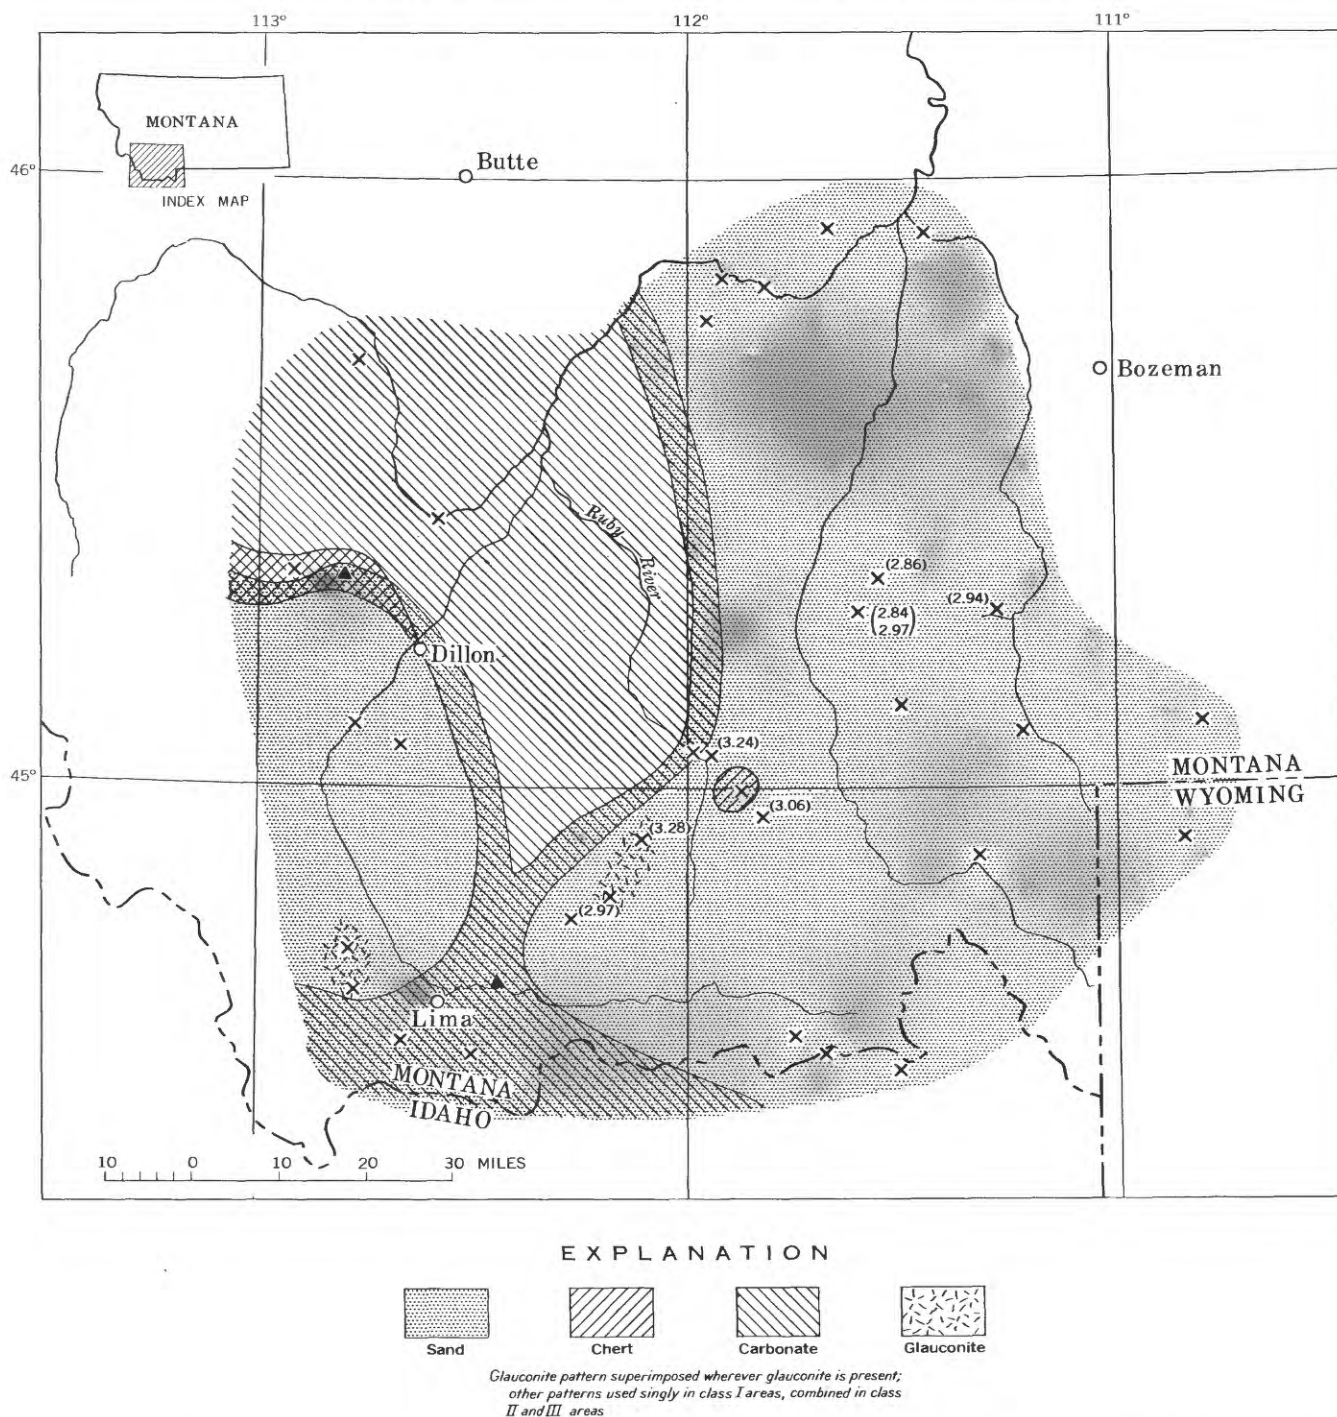 113°
112°
111°
MONTANA
46°
Butte
INDEX MAP
Bozeman
Ruby
River
(2.86)
(2.84)
(2.97)
(2.94)
Dillon
(3.24)
45°
MONTANA
WYOMING
(3.06)
(3.28)
(2.97)
Lima
MONTANA
IDAHO
10 0 10 20 30 MILES
EXPLANATION
Sand Chert Carbonate Glauconite
Glauconite pattern superimposed wherever glauconite is present;
other patterns used singly in class I areas, combined in class
II and III areas